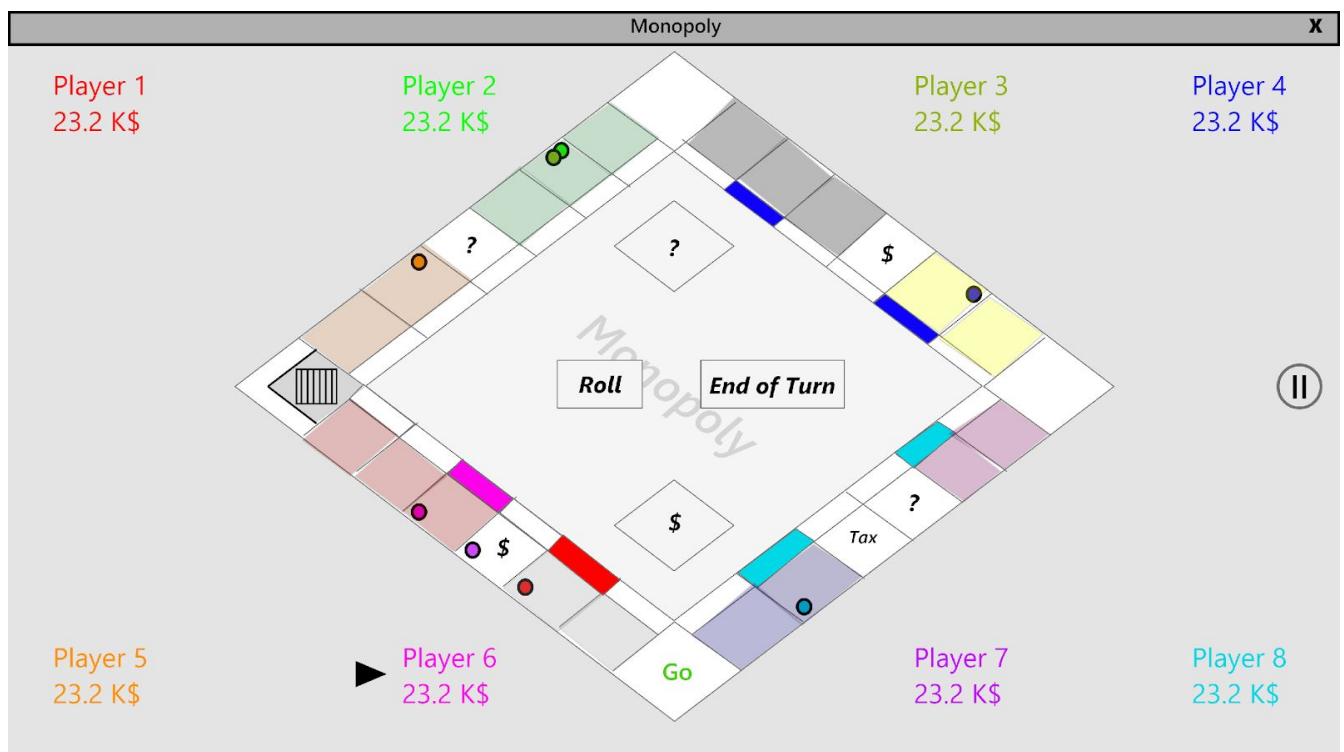 Monopoly X
Player 1
23.2 K$
Player 2
23.2 K$
Player 3
23.2 K$
Player 4
23.2 K$
?
?
$
Monopoly
Roll
End of Turn
$
$
?
Tax
Go
Player 5
23.2 K$
Player 6
23.2 K$
Player 7
23.2 K$
Player 8
23.2 K$